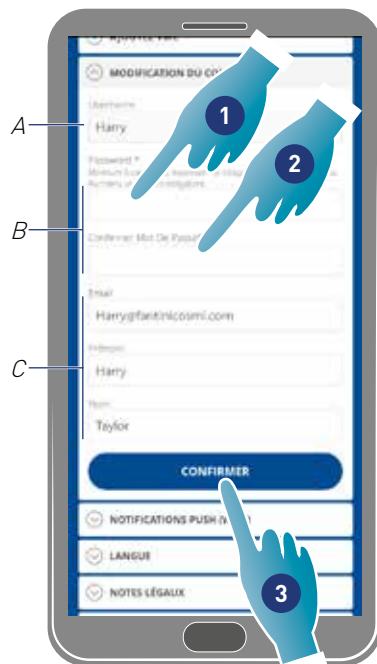 MODIFICATION DU
Username
A
Harry
1
2
Password *
B
Confirmer Mot De Passe
Email
Harry@fantinicosmi.com
C
Prénom
Harry
Nom
Taylor
CONFIRMER
NOTIFICATIONS PUSH
LANGUE
NOTES LÉGAUX
3